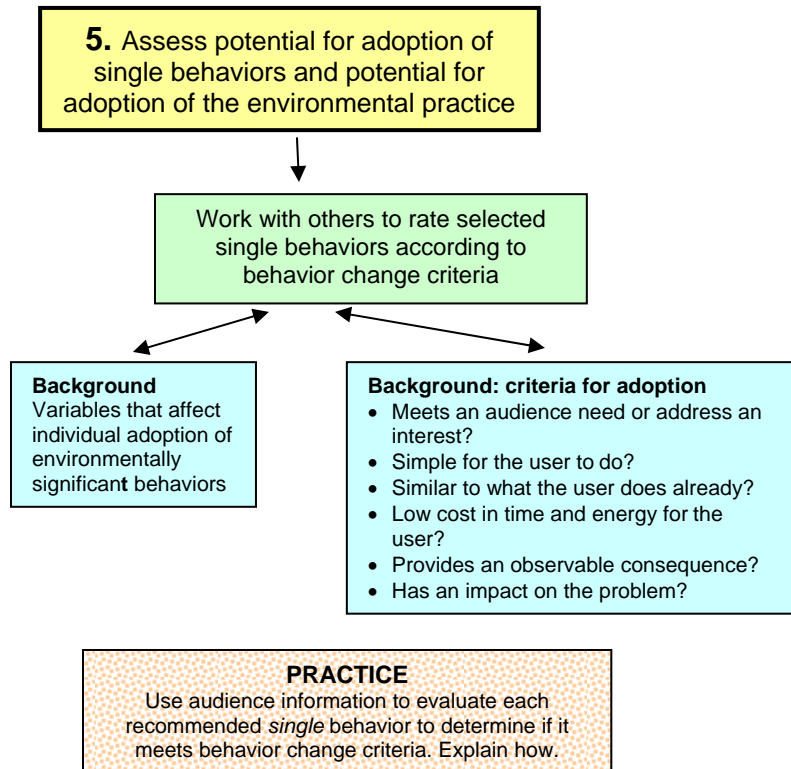 5. Assess potential for adoption of
single behaviors and potential for
adoption of the environmental practice
Work with others to rate selected
single behaviors according to
behavior change criteria
Background
Variables that affect
individual adoption of
environmentally
significant behaviors
Background: criteria for adoption
• Meets an audience need or address an
interest?
• Simple for the user to do?
• Similar to what the user does already?
• Low cost in time and energy for the
user?
• Provides an observable consequence?
• Has an impact on the problem?
PRACTICE
Use audience information to evaluate each
recommended single behavior to determine if it
meets behavior change criteria. Explain how.